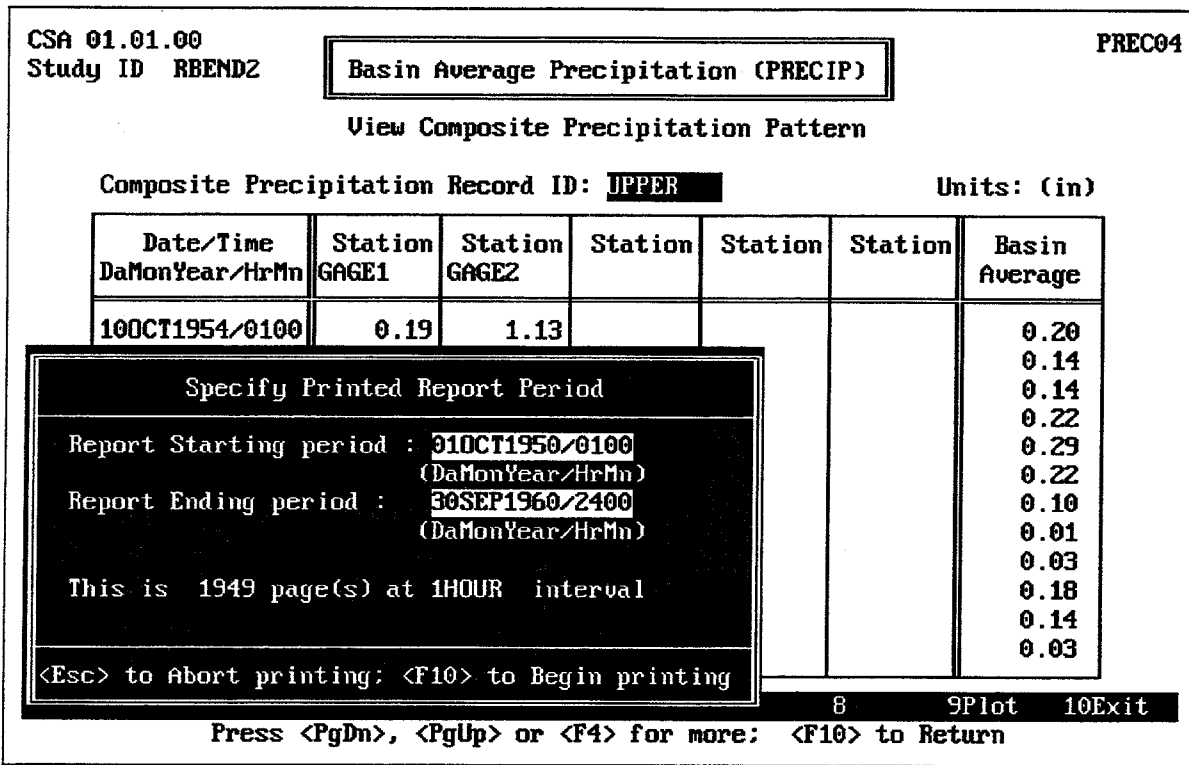 CSA 01.01.00
PREC04
Study ID RBEND2
Basin Average Precipitation (PRECIP)
View Composite Precipitation Pattern
Composite Precipitation Record ID: UPPER
Units: (in)
Date/Time Station Station Station Station Station Basin
DaMonYear/HrMn GAGE1 GAGE2 Average
10OCT1954/0100 0.19 1.13 0.20
0.14
0.14
0.22
0.29
0.22
0.10
0.01
0.03
0.18
0.14
0.03
Specify Printed Report Period
Report Starting period : 01OCT1950/0100
(DaMonYear/HrMn)
Report Ending period : 30SEP1960/2400
(DaMonYear/HrMn)
This is 1949 page(s) at 1HOUR interval
<Esc> to Abort printing; <F10> to Begin printing
8 9Plot 10Exit
Press <PgDn>, <PgUp> or <F4> for more; <F10> to Return